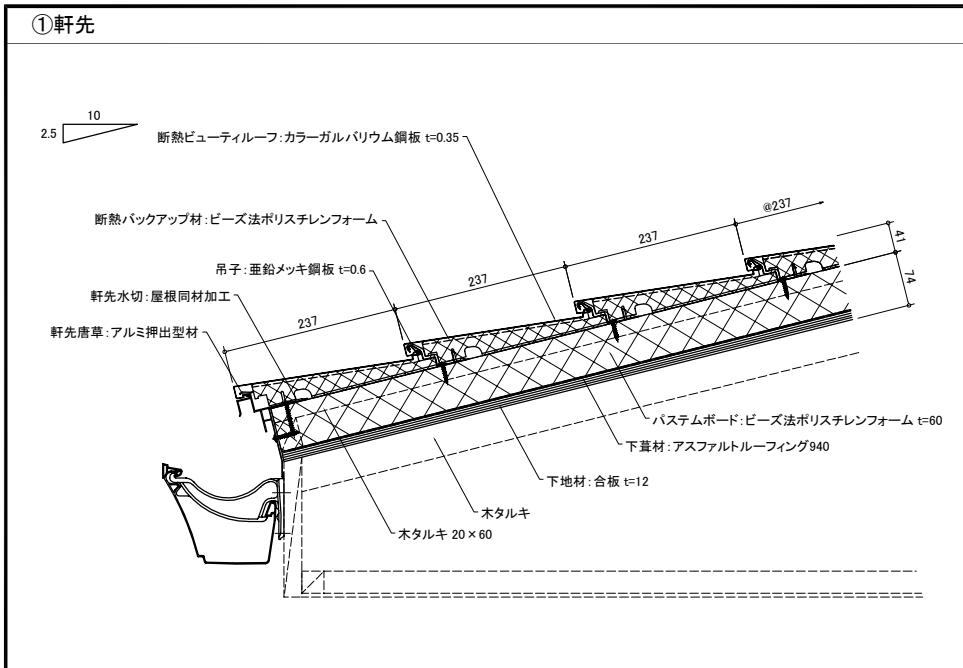 ①軒先
10
2.5
断熱ビューティルーフ:カラーガルバリウム鋼板 t=0.35
@237
断熱バックアップ材:ビーズ法ポリスチレンフォーム
237
41
吊子:亜鉛メッキ鋼板 t=0.6
237
74
軒先水切:屋根同材加工
237
軒先唐草:アルミ押出型材
パステムボード:ビーズ法ポリスチレンフォーム t=60
下葺材:アスファルトルーフィング940
下地材:合板 t=12
木タルキ
木タルキ 20×60